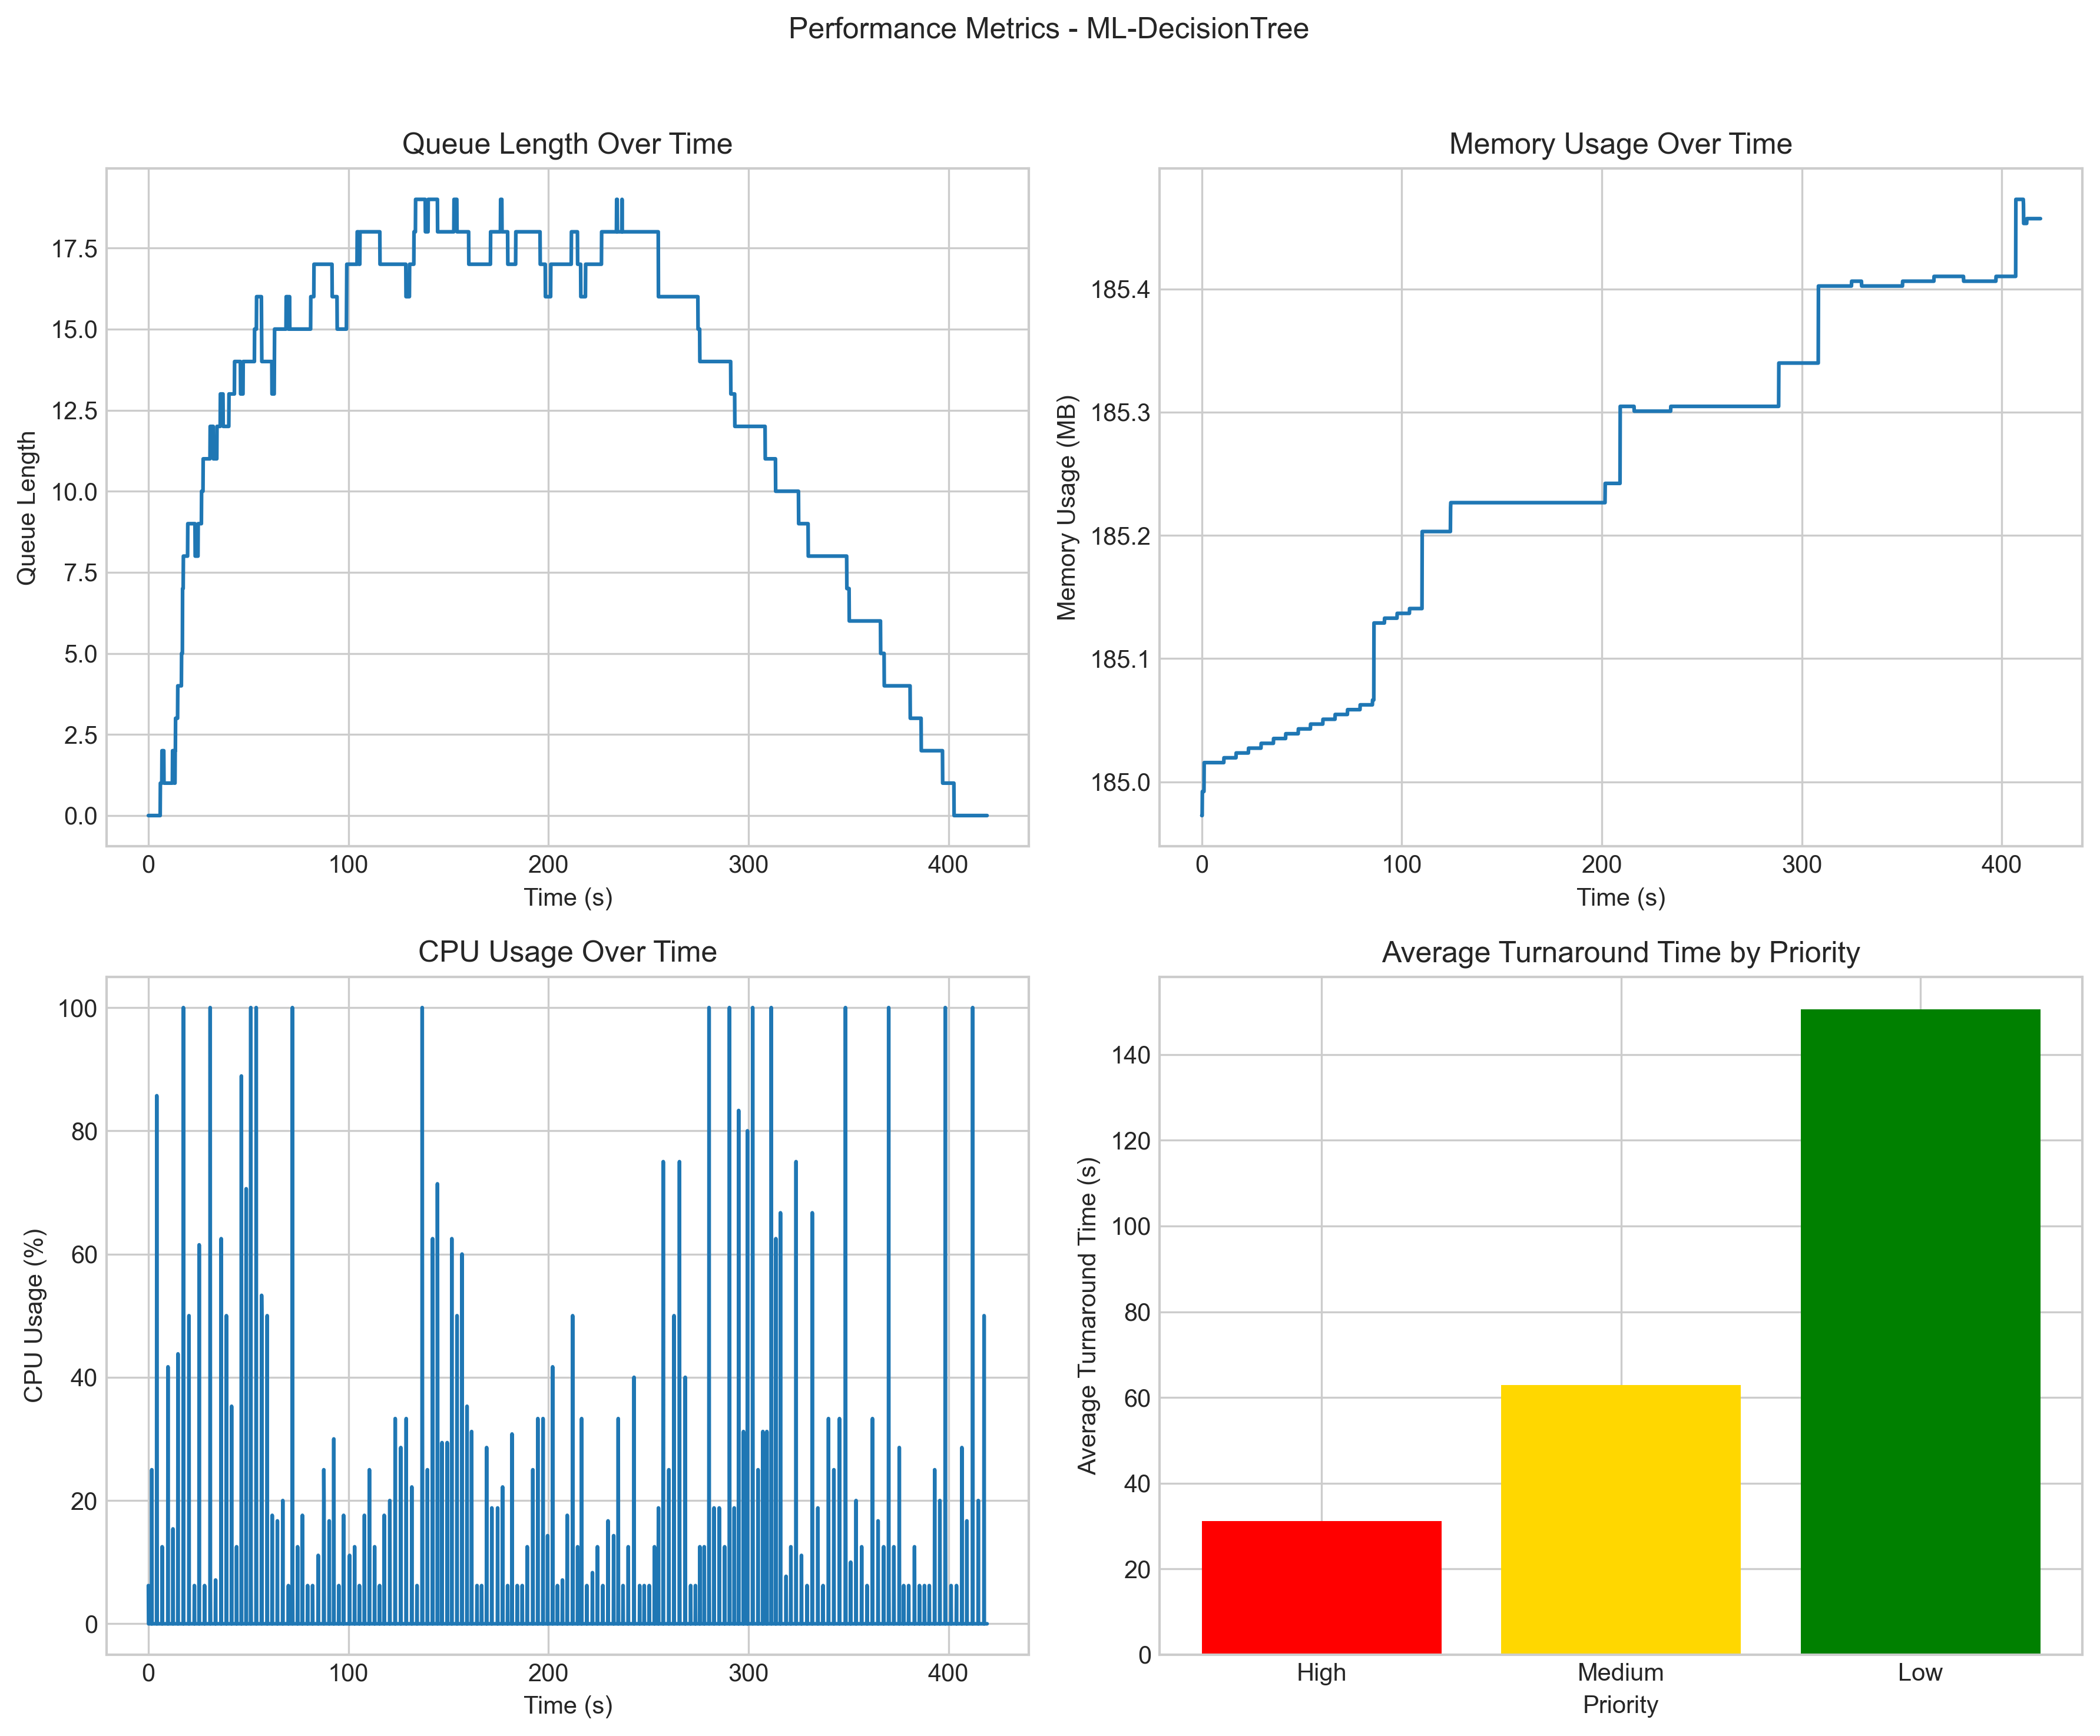 Performance Metrics - ML-DecisionTree
Queue Length Over Time
Queue Length
17.5
15.0
12.5
10.0
7.5
5.0
2.5
0.0
0 100 200 300 400
Time (s)
Memory Usage Over Time
Memory Usage (MB)
185.4
185.3
185.2
185.1
185.0
0 100 200 300 400
Time (s)
CPU Usage Over Time
CPU Usage (%)
100
80
60
40
20
0
0 100 200 300 400
Time (s)
Average Turnaround Time by Priority
Average Turnaround Time (s)
140
120
100
80
60
40
20
0
High Medium Low
Priority